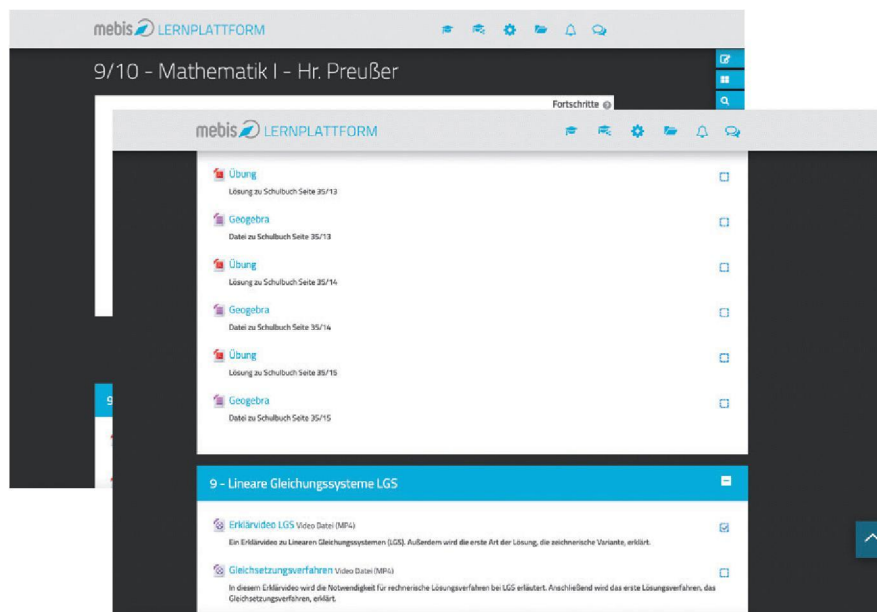 mebis LERNPLATTFORM
9/10 - Mathematik I - Hr. Preußer
Fortschritte
mebis LERNPLATTFORM
Übung
Lösung zu Schulbuch Seite 35/13
Geogebra
Datei zu Schulbuch Seite 35/13
Übung
Lösung zu Schulbuch Seite 35/14
Geogebra
Datei zu Schulbuch Seite 35/14
Übung
Lösung zu Schulbuch Seite 35/15
Geogebra
Datei zu Schulbuch Seite 35/15
9
9 - Lineare Gleichungssysteme LGS
Erklärvideo LGS Video Datei (MP4)
Ein Erklärvideo zu Linearen Gleichungssystemen (LGS). Außerdem wird die erste Art der Lösung, die zeichnerische Variante, erklärt.
Gleichsetzungsverfahren Video Datei (MP4)
In diesem Erklärvideo wird die Notwendigkeit für rechnerische Lösungsverfahren bei LGS erläutert. Anschließend wird das erste Lösungsverfahren, das
Gleichsetzungsverfahren, erklärt.